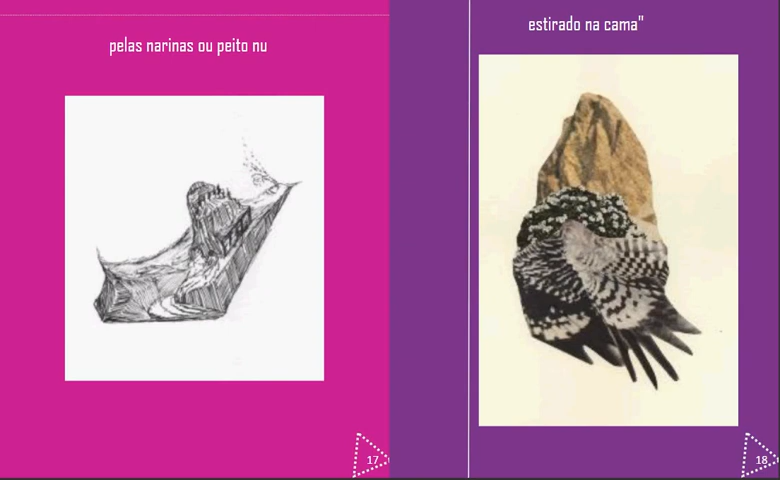 pelas narinas ou peito nu
17
estirado na cama"
18